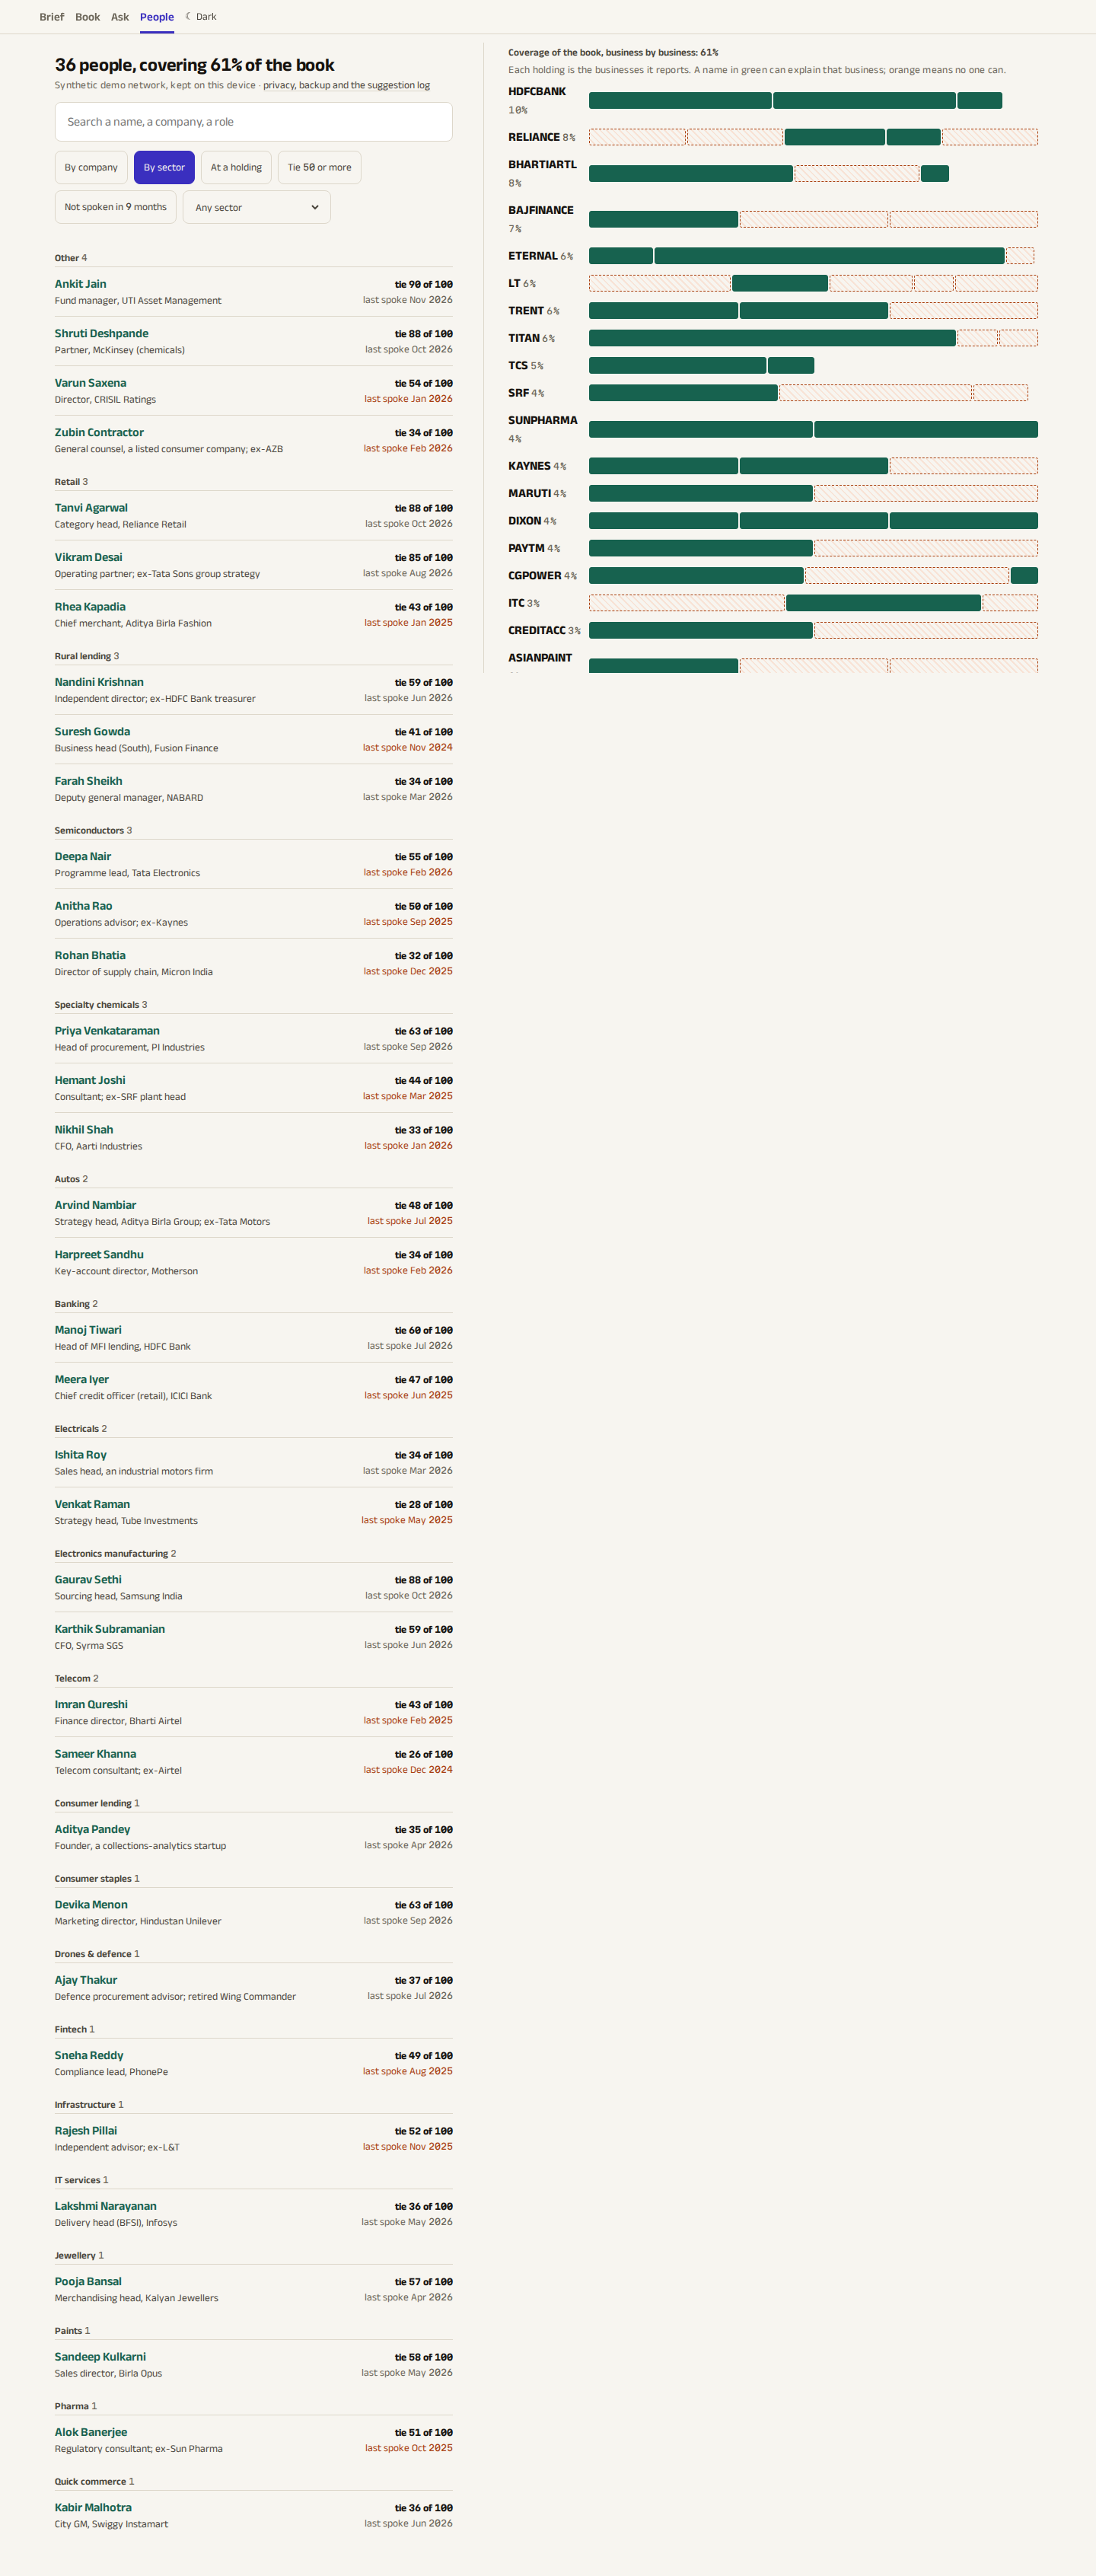 Brief Book Ask People ☾ Dark
36 people, covering 61% of the book
Synthetic demo network, kept on this device · privacy, backup and the suggestion log
Search a name, a company, a role
By company By sector At a holding Tie 50 or more
Not spoken in 9 months Any sector
Other 4
Ankit Jain tie 90 of 100
Fund manager, UTI Asset Management last spoke Nov 2026
Shruti Deshpande tie 88 of 100
Partner, McKinsey (chemicals) last spoke Oct 2026
Varun Saxena tie 54 of 100
Director, CRISIL Ratings last spoke Jan 2026
Zubin Contractor tie 34 of 100
General counsel, a listed consumer company; ex-AZB last spoke Feb 2026
Retail 3
Tanvi Agarwal tie 88 of 100
Category head, Reliance Retail last spoke Oct 2026
Vikram Desai tie 85 of 100
Operating partner; ex-Tata Sons group strategy last spoke Aug 2026
Rhea Kapadia tie 43 of 100
Chief merchant, Aditya Birla Fashion last spoke Jan 2025
Rural lending 3
Nandini Krishnan tie 59 of 100
Independent director; ex-HDFC Bank treasurer last spoke Jun 2026
Suresh Gowda tie 41 of 100
Business head (South), Fusion Finance last spoke Nov 2024
Farah Sheikh tie 34 of 100
Deputy general manager, NABARD last spoke Mar 2026
Semiconductors 3
Deepa Nair tie 55 of 100
Programme lead, Tata Electronics last spoke Feb 2026
Anitha Rao tie 50 of 100
Operations advisor; ex-Kaynes last spoke Sep 2025
Rohan Bhatia tie 32 of 100
Director of supply chain, Micron India last spoke Dec 2025
Specialty chemicals 3
Priya Venkataraman tie 63 of 100
Head of procurement, PI Industries last spoke Sep 2026
Hemant Joshi tie 44 of 100
Consultant; ex-SRF plant head last spoke Mar 2025
Nikhil Shah tie 33 of 100
CFO, Aarti Industries last spoke Jan 2026
Autos 2
Arvind Nambiar tie 48 of 100
Strategy head, Aditya Birla Group; ex-Tata Motors last spoke Jul 2025
Harpreet Sandhu tie 34 of 100
Key-account director, Motherson last spoke Feb 2026
Banking 2
Manoj Tiwari tie 60 of 100
Head of MFI lending, HDFC Bank last spoke Jul 2026
Meera Iyer tie 47 of 100
Chief credit officer (retail), ICICI Bank last spoke Jun 2025
Electricals 2
Ishita Roy tie 34 of 100
Sales head, an industrial motors firm last spoke Mar 2026
Venkat Raman tie 28 of 100
Strategy head, Tube Investments last spoke May 2025
Electronics manufacturing 2
Gaurav Sethi tie 88 of 100
Sourcing head, Samsung India last spoke Oct 2026
Karthik Subramanian tie 59 of 100
CFO, Syrma SGS last spoke Jun 2026
Telecom 2
Imran Qureshi tie 43 of 100
Finance director, Bharti Airtel last spoke Feb 2025
Sameer Khanna tie 26 of 100
Telecom consultant; ex-Airtel last spoke Dec 2024
Consumer lending 1
Aditya Pandey tie 35 of 100
Founder, a collections-analytics startup last spoke Apr 2026
Consumer staples 1
Devika Menon tie 63 of 100
Marketing director, Hindustan Unilever last spoke Sep 2026
Drones & defence 1
Ajay Thakur tie 37 of 100
Defence procurement advisor; retired Wing Commander last spoke Jul 2026
Fintech 1
Sneha Reddy tie 49 of 100
Compliance lead, PhonePe last spoke Aug 2025
Infrastructure 1
Rajesh Pillai tie 52 of 100
Independent advisor; ex-L&T last spoke Nov 2025
IT services 1
Lakshmi Narayanan tie 36 of 100
Delivery head (BFSI), Infosys last spoke May 2026
Jewellery 1
Pooja Bansal tie 57 of 100
Merchandising head, Kalyan Jewellers last spoke Apr 2026
Paints 1
Sandeep Kulkarni tie 58 of 100
Sales director, Birla Opus last spoke May 2026
Pharma 1
Alok Banerjee tie 51 of 100
Regulatory consultant; ex-Sun Pharma last spoke Oct 2025
Quick commerce 1
Kabir Malhotra tie 36 of 100
City GM, Swiggy Instamart last spoke Jun 2026
Coverage of the book, business by business: 61%
Each holding is the businesses it reports. A name in green can explain that business; orange means no one can.
HDFCBANK
10%
RELIANCE 8%
BHARTIARTL
8%
BAJFINANCE
7%
ETERNAL 6%
LT 6%
TRENT 6%
TITAN 6%
TCS 5%
SRF 4%
SUNPHARMA
4%
KAYNES 4%
MARUTI 4%
DIXON 4%
PAYTM 4%
CGPOWER 4%
ITC 3%
CREDITACC 3%
ASIANPAINT